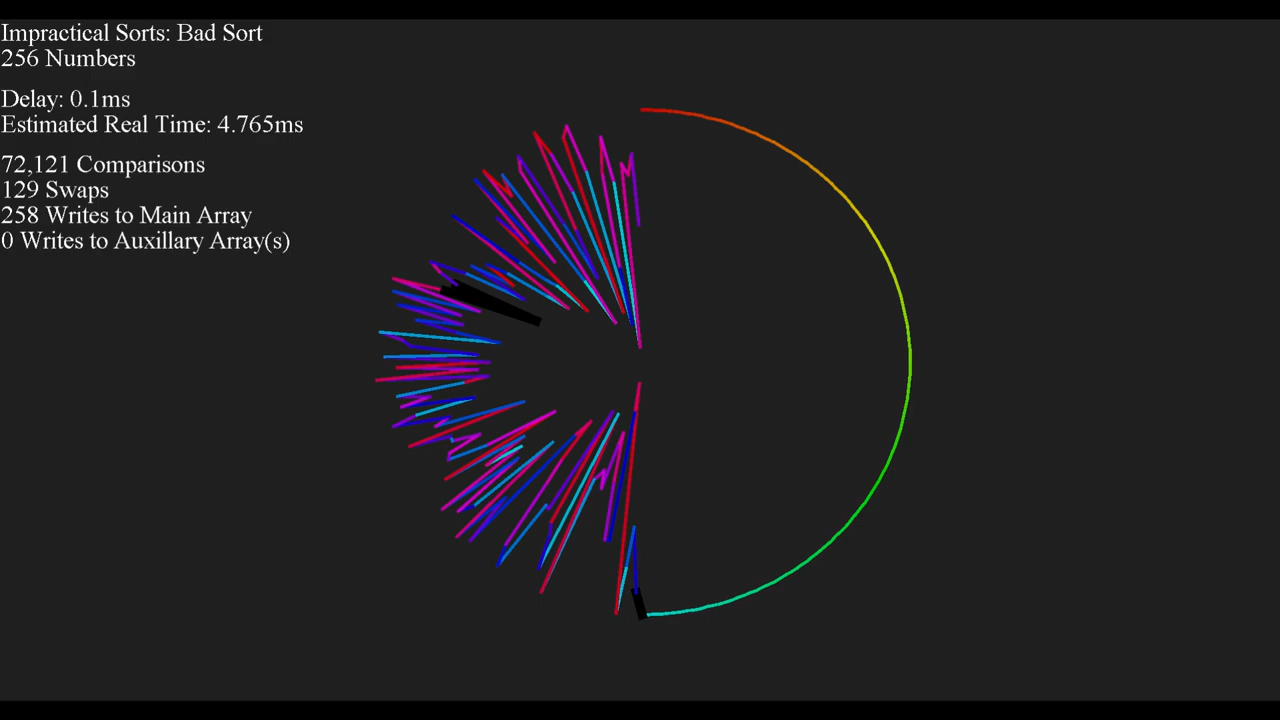 Impractical Sorts: Bad Sort
256 Numbers
Delay: 0.1ms
Estimated Real Time: 4.765ms
72,121 Comparisons
129 Swaps
258 Writes to Main Array
0 Writes to Auxillary Array(s)